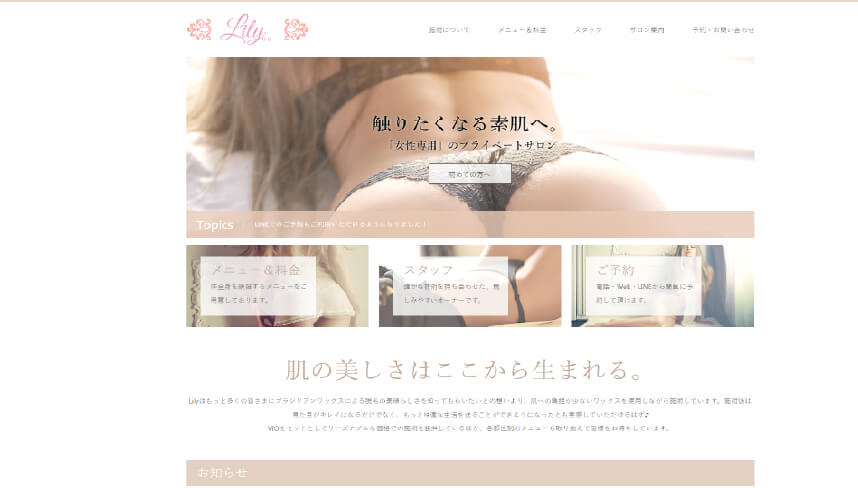 Lily
施術について メニュー＆料金 スタッフ サロン案内 予約・お問い合わせ
触りたくなる素肌へ。
「女性専用」のプライベートサロン
初めての方へ
Topics LINEでのご予約もご利用いただけるようになりました！
メニュー＆料金
ほぼ全身を網羅するメニューをご
用意しております。
スタッフ
確かな技術を持ち合わせた、親
しみやすいオーナーです。
ご予約
電話・Web・LINEから簡単に予
約して頂けます。
肌の美しさはここから生まれる。
Lilyはもっと多くの皆さまにブラジリアンワックスによる脱毛の素晴らしさを知ってもらいたいとの想いより、肌への負担が少ないワックスを使用しながら施術しています。施術後は
見た目がキレイになるだけでなく、もっと快適な生活を送ることができようになったとも実感していただけるはず♪
VIOをセットとしてリーズナブルな価格での施術を提供しているほか、各部位別のメニューも取り揃えて皆様をお待ちしています。
お知らせ